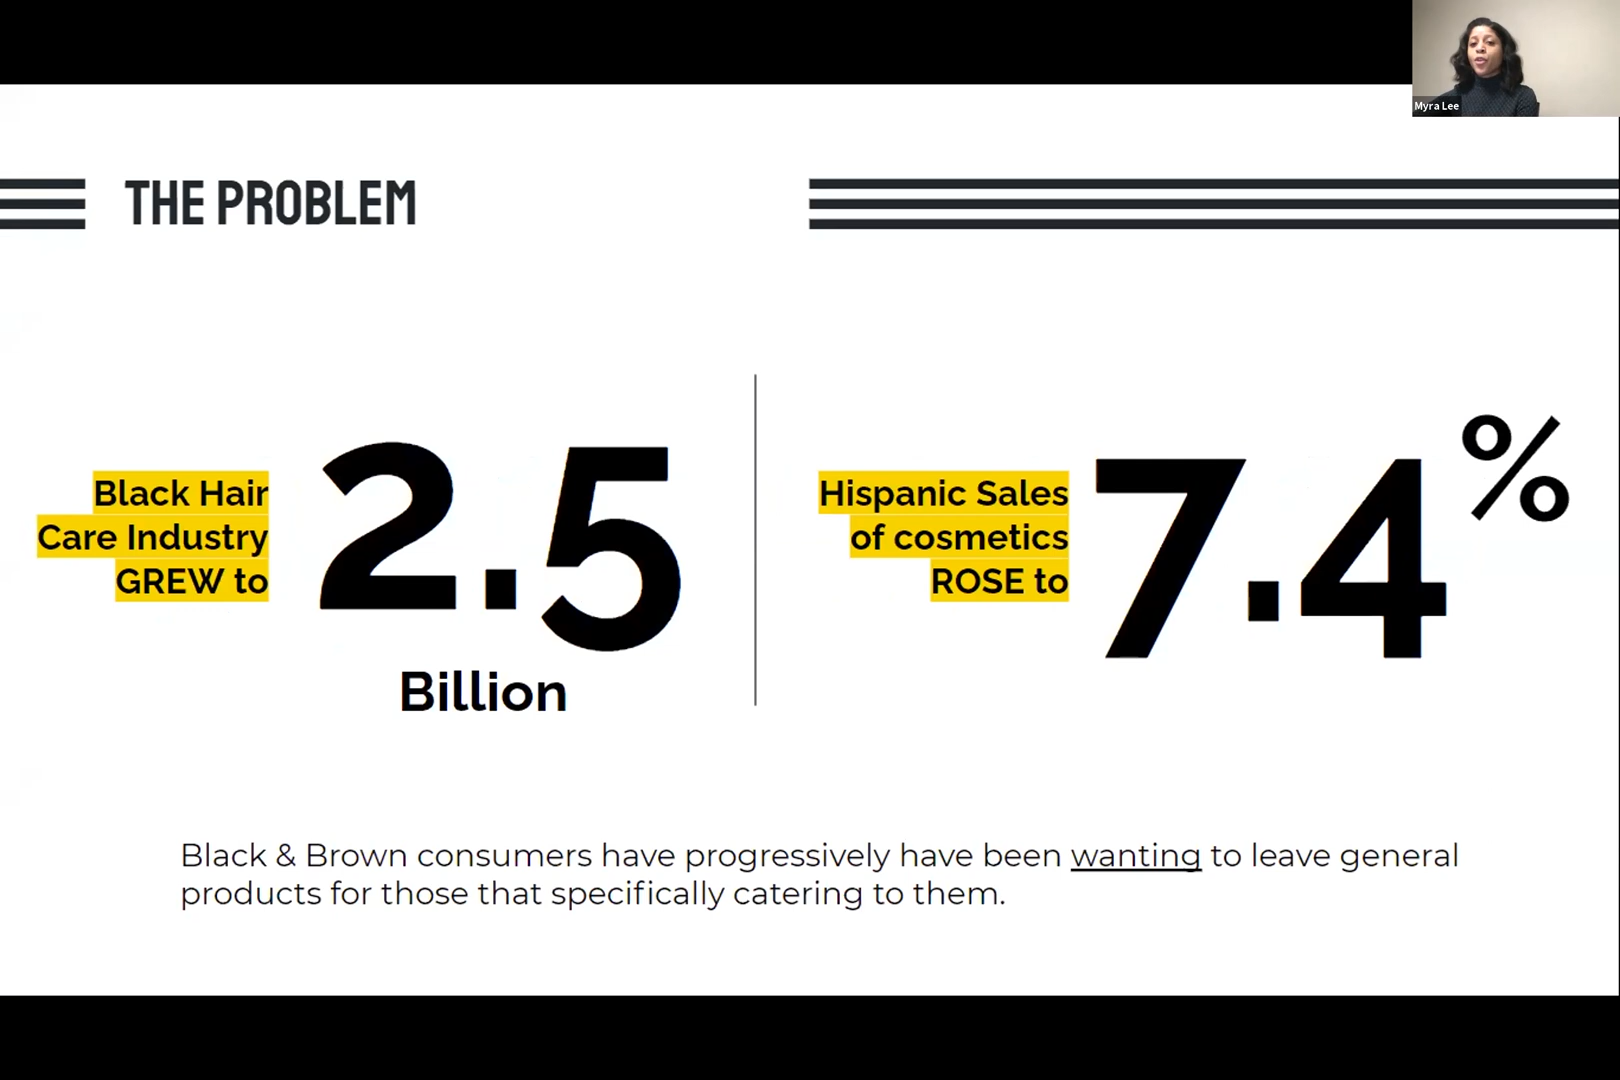 Myra Lee
THE PROBLEM
Black Hair
Care Industry
GREW to
2.5
Billion
Hispanic Sales
of cosmetics
ROSE to
7.4%
Black & Brown consumers have progressively have been wanting to leave general
products for those that specifically catering to them.